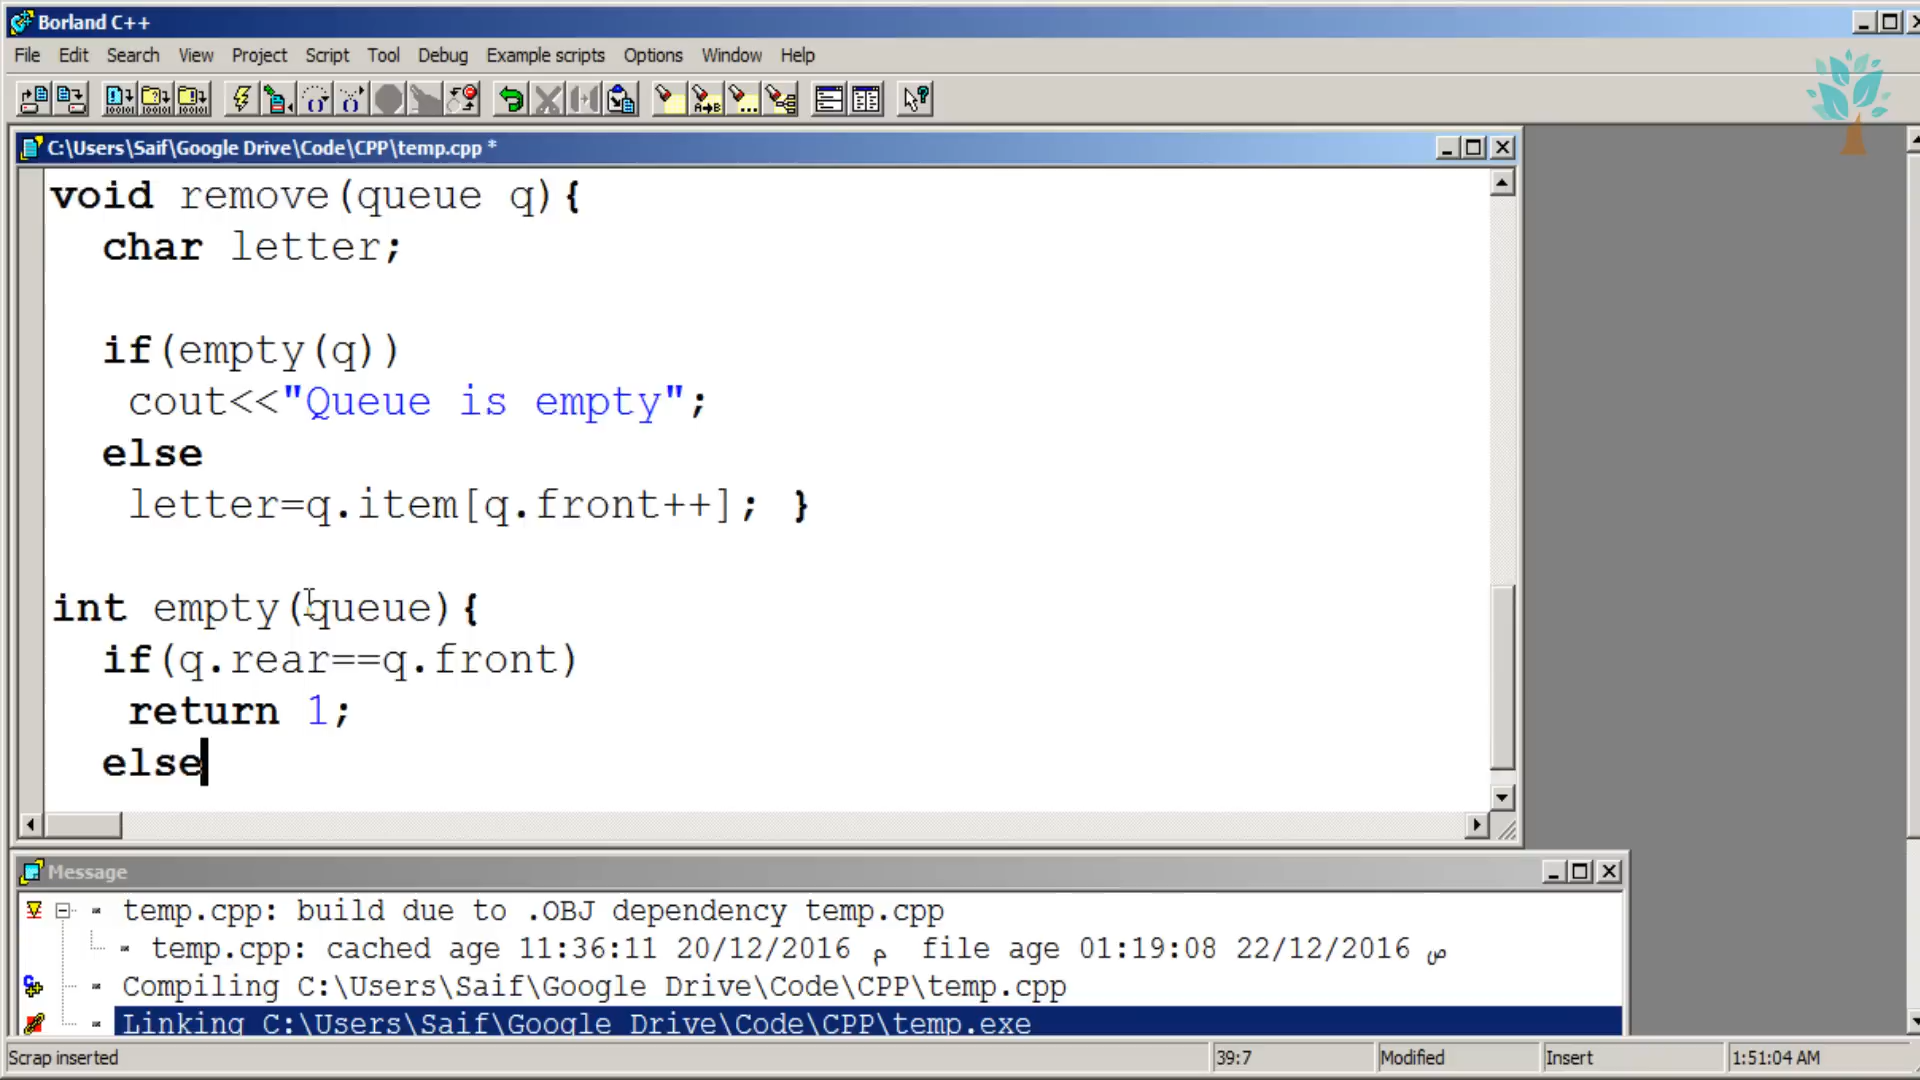 Borland C++
File Edit Search View Project Script Tool Debug Example scripts Options Window Help
C:\Users\Saif\Google Drive\Code\CPP\temp.cpp *
void remove(queue q){
char letter;
if(empty(q))
cout<<"Queue is empty";
else
letter=q.item[q.front++]; }
int empty(queue){
if(q.rear==q.front)
return 1;
else
Message
temp.cpp: build due to .OBJ dependency temp.cpp
temp.cpp: cached age 11:36:11 20/12/2016 م file age 01:19:08 22/12/2016 ص
Compiling C:\Users\Saif\Google Drive\Code\CPP\temp.cpp
Linking C:\Users\Saif\Google Drive\Code\CPP\temp.exe
Scrap inserted 39:7 Modified Insert 1:51:04 AM